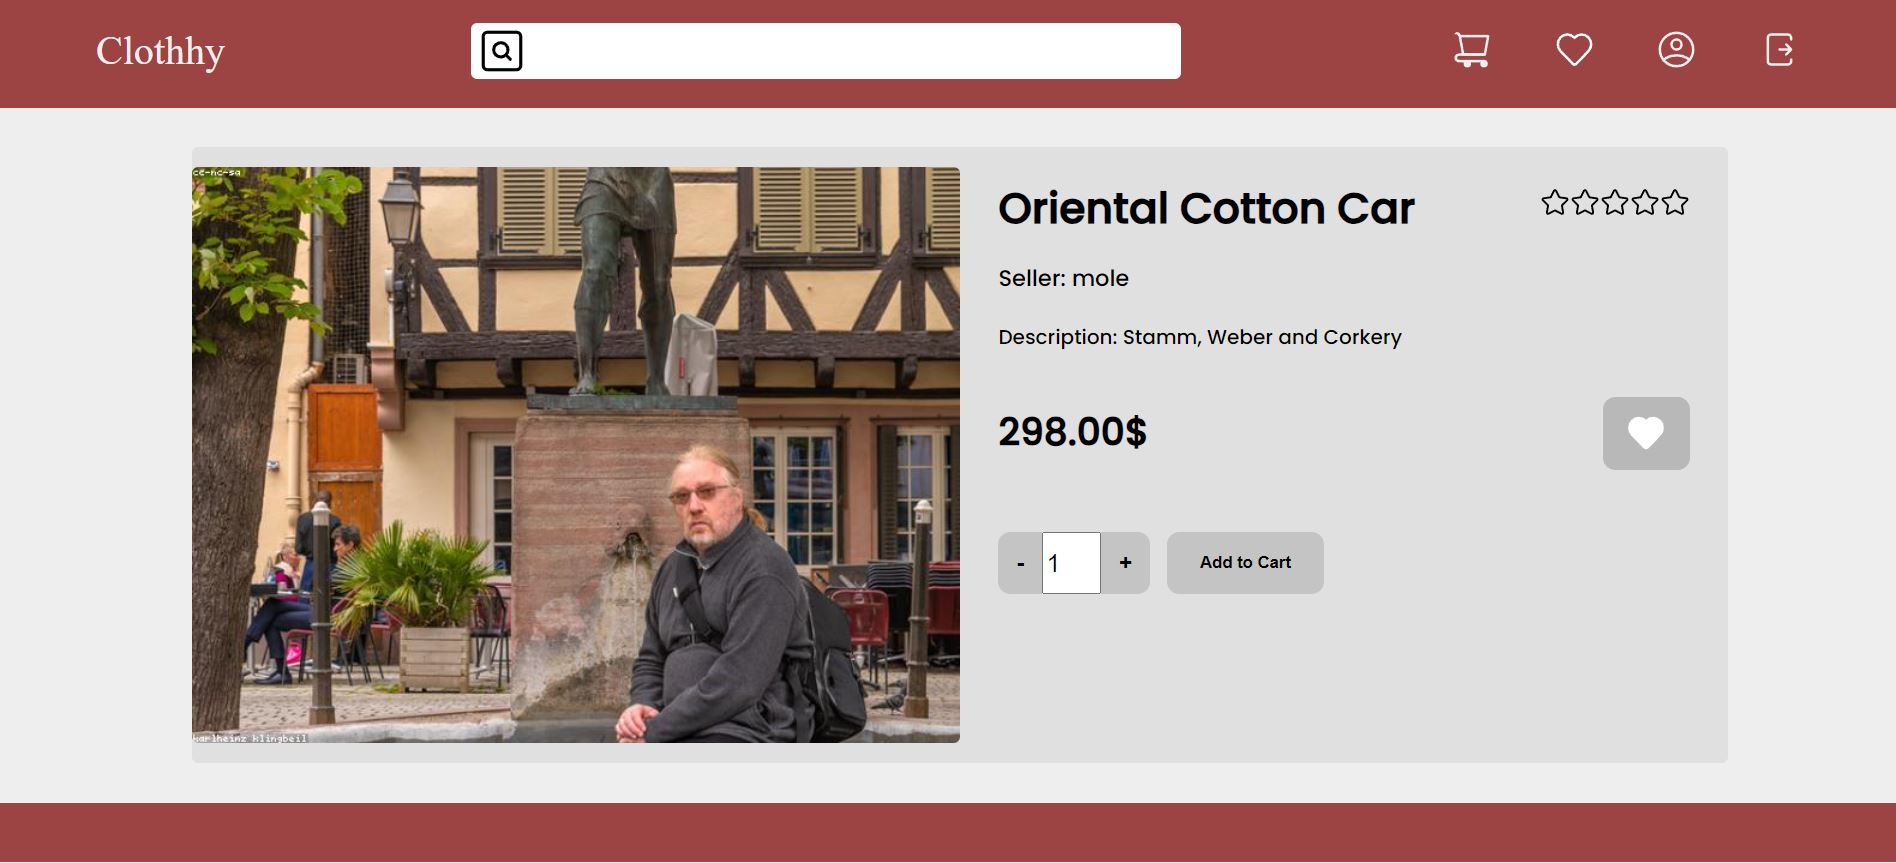 Clothhy
cc-nc-sa
karlheinz klingbeil
Oriental Cotton Car
Seller: mole
Description: Stamm, Weber and Corkery
298.00$
- 1 +
Add to Cart